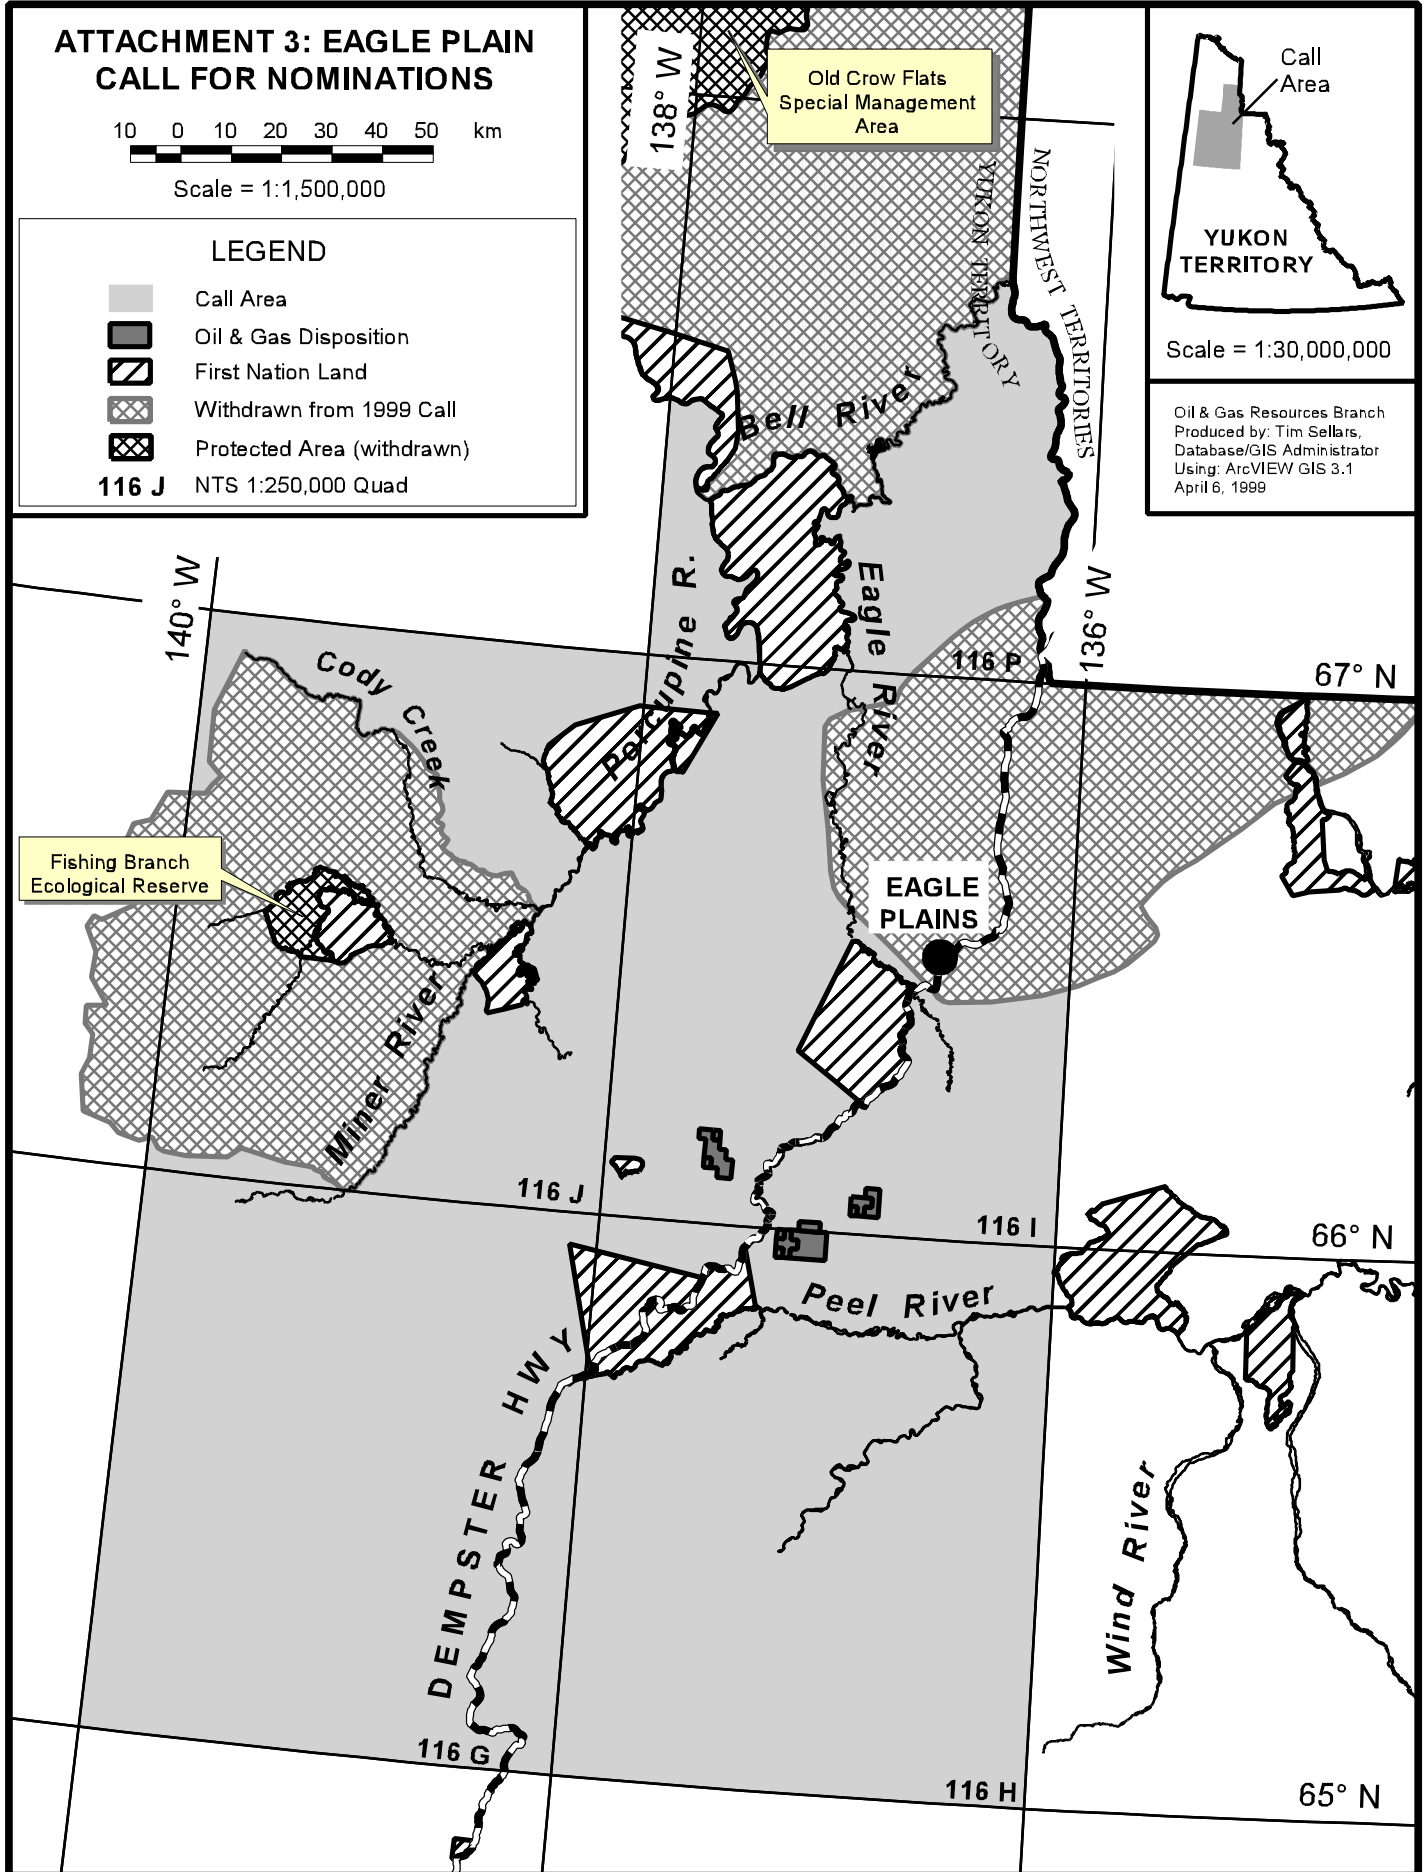 ATTACHMENT 3: EAGLE PLAIN
CALL FOR NOMINATIONS
10 0 10 20 30 40 50 km
Scale = 1:1,500,000
LEGEND
Call Area
Oil & Gas Disposition
First Nation Land
Withdrawn from 1999 Call
Protected Area (withdrawn)
116 J NTS 1:250,000 Quad
138° W
Old Crow Flats
Special Management
Area
YUKON TERRITORY
NORTHWEST TERRITORIES
Call
Area
YUKON
TERRITORY
Scale = 1:30,000,000
Oil & Gas Resources Branch
Produced by: Tim Sellars,
Database/GIS Administrator
Using: ArcVIEW GIS 3.1
April 6, 1999
Bell River
140° W
Porcupine R.
Eagle River
136° W
116 P
67° N
Cody Creek
Fishing Branch
Ecological Reserve
EAGLE
PLAINS
Miner River
116 J
116 I
66° N
Peel River
DEMPSTER HWY
Wind River
116 G
116 H
65° N